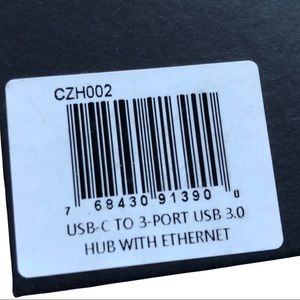 CZH002
7 68430 91390 0
USB-C TO 3-PORT USB 3.0
HUB WITH ETHERNET